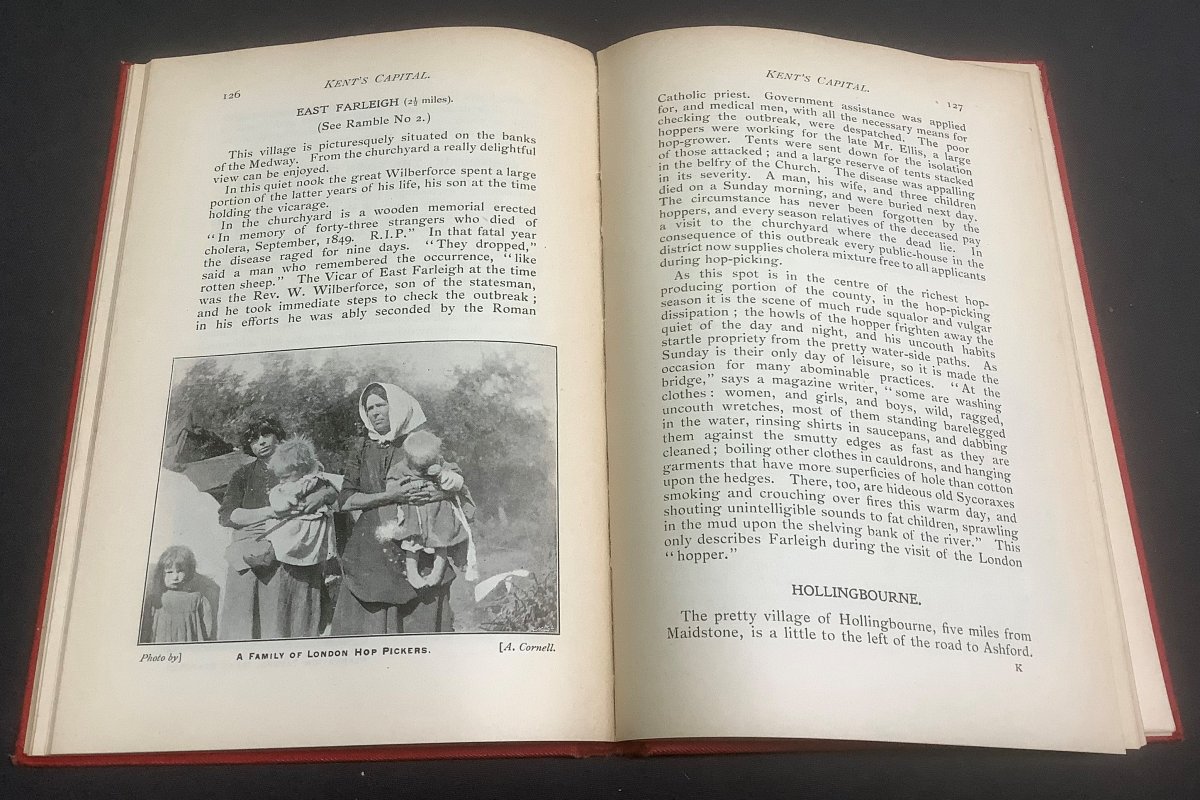 126
KENT'S CAPITAL.
EAST FARLEIGH (2½ miles).
(See Ramble No 2.)
This village is picturesquely situated on the banks
of the Medway. From the churchyard a really delightful
view can be enjoyed.
In this quiet nook the great Wilberforce spent a large
portion of the latter years of his life, his son at the time
holding the vicarage.
In the churchyard is a wooden memorial erected
"In memory of forty-three strangers who died of
cholera, September, 1849. R.I.P." In that fatal year
the disease raged for nine days. "They dropped,"
said a man who remembered the occurrence, "like
rotten sheep." The Vicar of East Farleigh at the time
was the Rev. W. Wilberforce, son of the statesman,
and he took immediate steps to check the outbreak;
in his efforts he was ably seconded by the Roman
Photo by]
A FAMILY OF LONDON HOP PICKERS.
[A. Cornell.
KENT'S CAPITAL.
127
Catholic priest. Government assistance was applied
for, and medical men, with all the necessary means for
checking the outbreak, were despatched. The poor
hoppers were working for the late Mr. Ellis, a large
hop-grower. Tents were sent down for the isolation
of those attacked; and a large reserve of tents stacked
in the belfry of the Church. The disease was appalling
in its severity. A man, his wife, and three children
died on a Sunday morning, and were buried next day.
The circumstance has never been forgotten by the
hoppers, and every season relatives of the deceased pay
a visit to the churchyard where the dead lie. In
consequence of this outbreak every public-house in the
district now supplies cholera mixture free to all applicants
during hop-picking.
As this spot is in the centre of the richest hop-
producing portion of the county, in the hop-picking
season it is the scene of much rude squalor and vulgar
dissipation; the howls of the hopper frighten away the
quiet of the day and night, and his uncouth habits
startle propriety from the pretty water-side paths. As
Sunday is their only day of leisure, so it is made the
occasion for many abominable practices. "At the
bridge," says a magazine writer, "some are washing
clothes: women, and girls, and boys, wild, ragged,
uncouth wretches, most of them standing barelegged
in the water, rinsing shirts in saucepans, and dabbing
them against the smutty edges as fast as they are
cleaned; boiling other clothes in cauldrons, and hanging
garments that have more superficies of hole than cotton
upon the hedges. There, too, are hideous old Sycoraxes
smoking and crouching over fires this warm day, and
shouting unintelligible sounds to fat children, sprawling
in the mud upon the shelving bank of the river." This
only describes Farleigh during the visit of the London
"hopper."
HOLLINGBOURNE.
The pretty village of Hollingbourne, five miles from
Maidstone, is a little to the left of the road to Ashford.
K